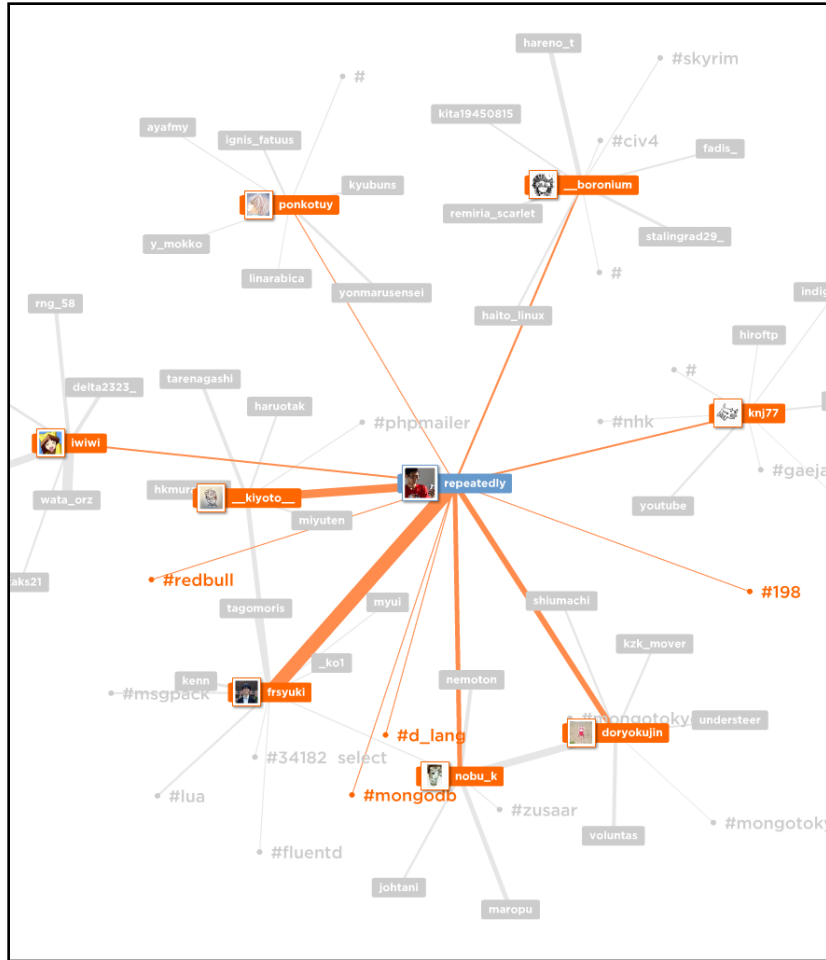 hareno_t
#skyrim
#
kita19450815
ayafmy
ignis_fatuus
#civ4
fadis_
kyubuns
__boronium
ponkotuy
remiria_scarlet
y_mokko
stalingrad29_
linarabica
#
yonmarusensei
rng_58
haito_linux
hiroftp
tarenagashi
#
delta2323_
haruotak
#phpmailer
#nhk
knj77
iwiwi
#gaeja
repeatedly
wata_orz
__kiyoto__
youtube
miyuten
#redbull
#198
shiumachi
tagomoris
myui
kzk_mover
_ko1
kenn
nemoton
#msgpack
frsyuki
understeer
#d_lang
doryokujin
#34182 select
nobu_k
#lua
#mongodb
#zusaar
#mongotoky
voluntas
#fluentd
johtani
maropu